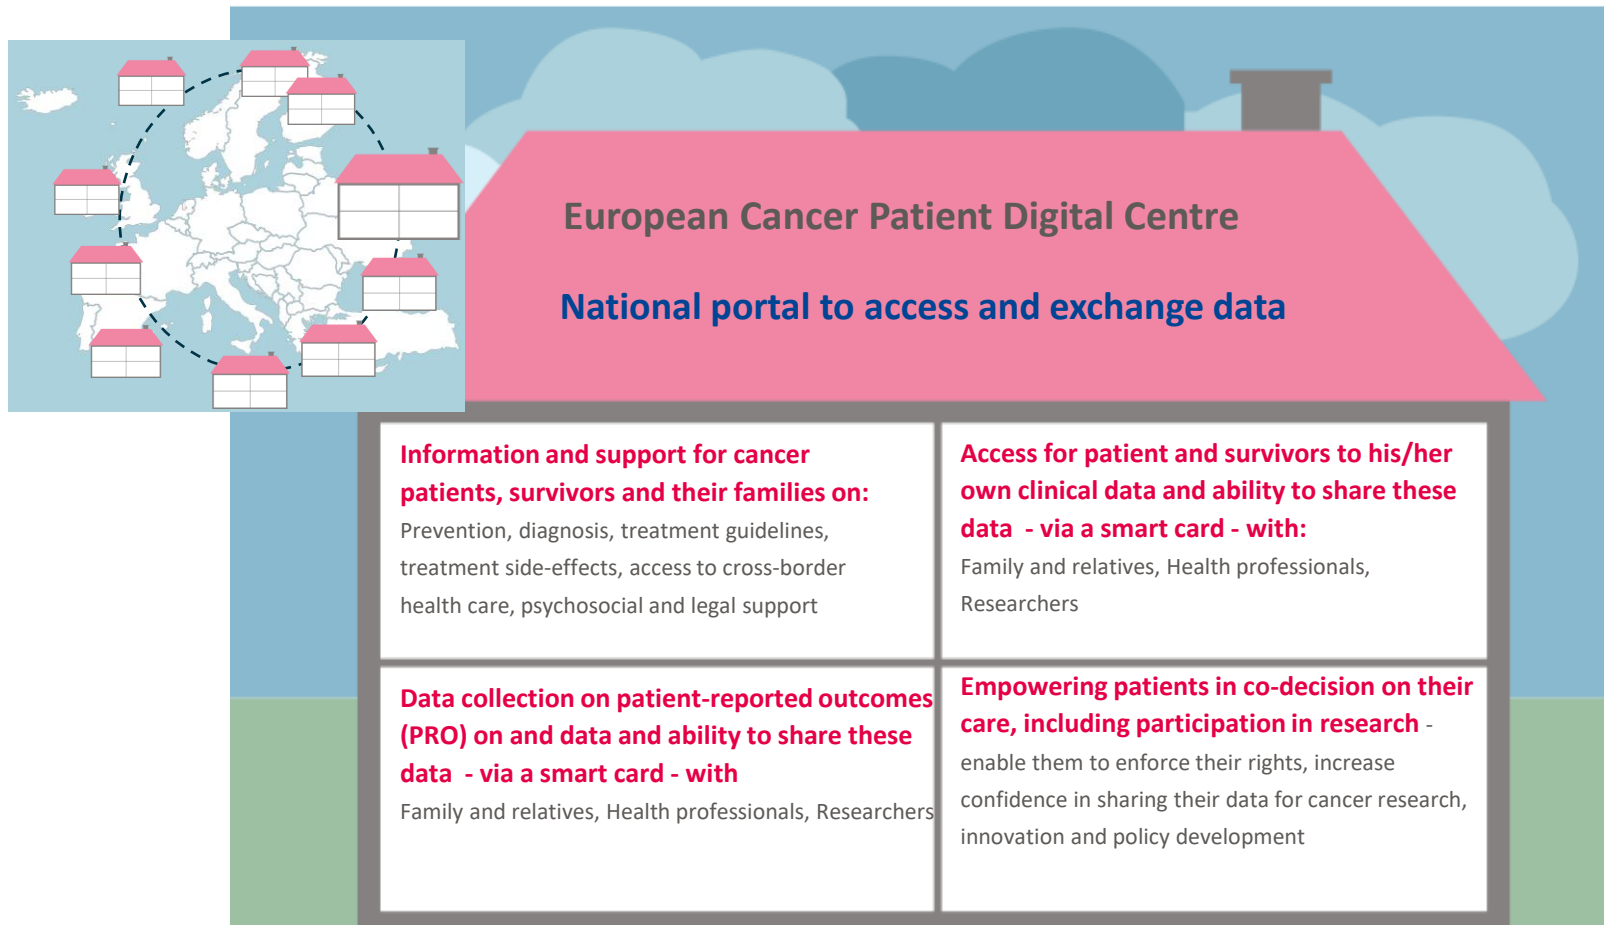 European Cancer Patient Digital Centre
National portal to access and exchange data
Information and support for cancer
patients, survivors and their families on:
Prevention, diagnosis, treatment guidelines,
treatment side-effects, access to cross-border
health care, psychosocial and legal support
Access for patient and survivors to his/her
own clinical data and ability to share these
data  - via a smart card - with:
Family and relatives, Health professionals,
Researchers
Data collection on patient-reported outcomes
(PRO) on and data and ability to share these
data  - via a smart card - with
Family and relatives, Health professionals, Researchers
Empowering patients in co-decision on their
care, including participation in research -
enable them to enforce their rights, increase
confidence in sharing their data for cancer research,
innovation and policy development